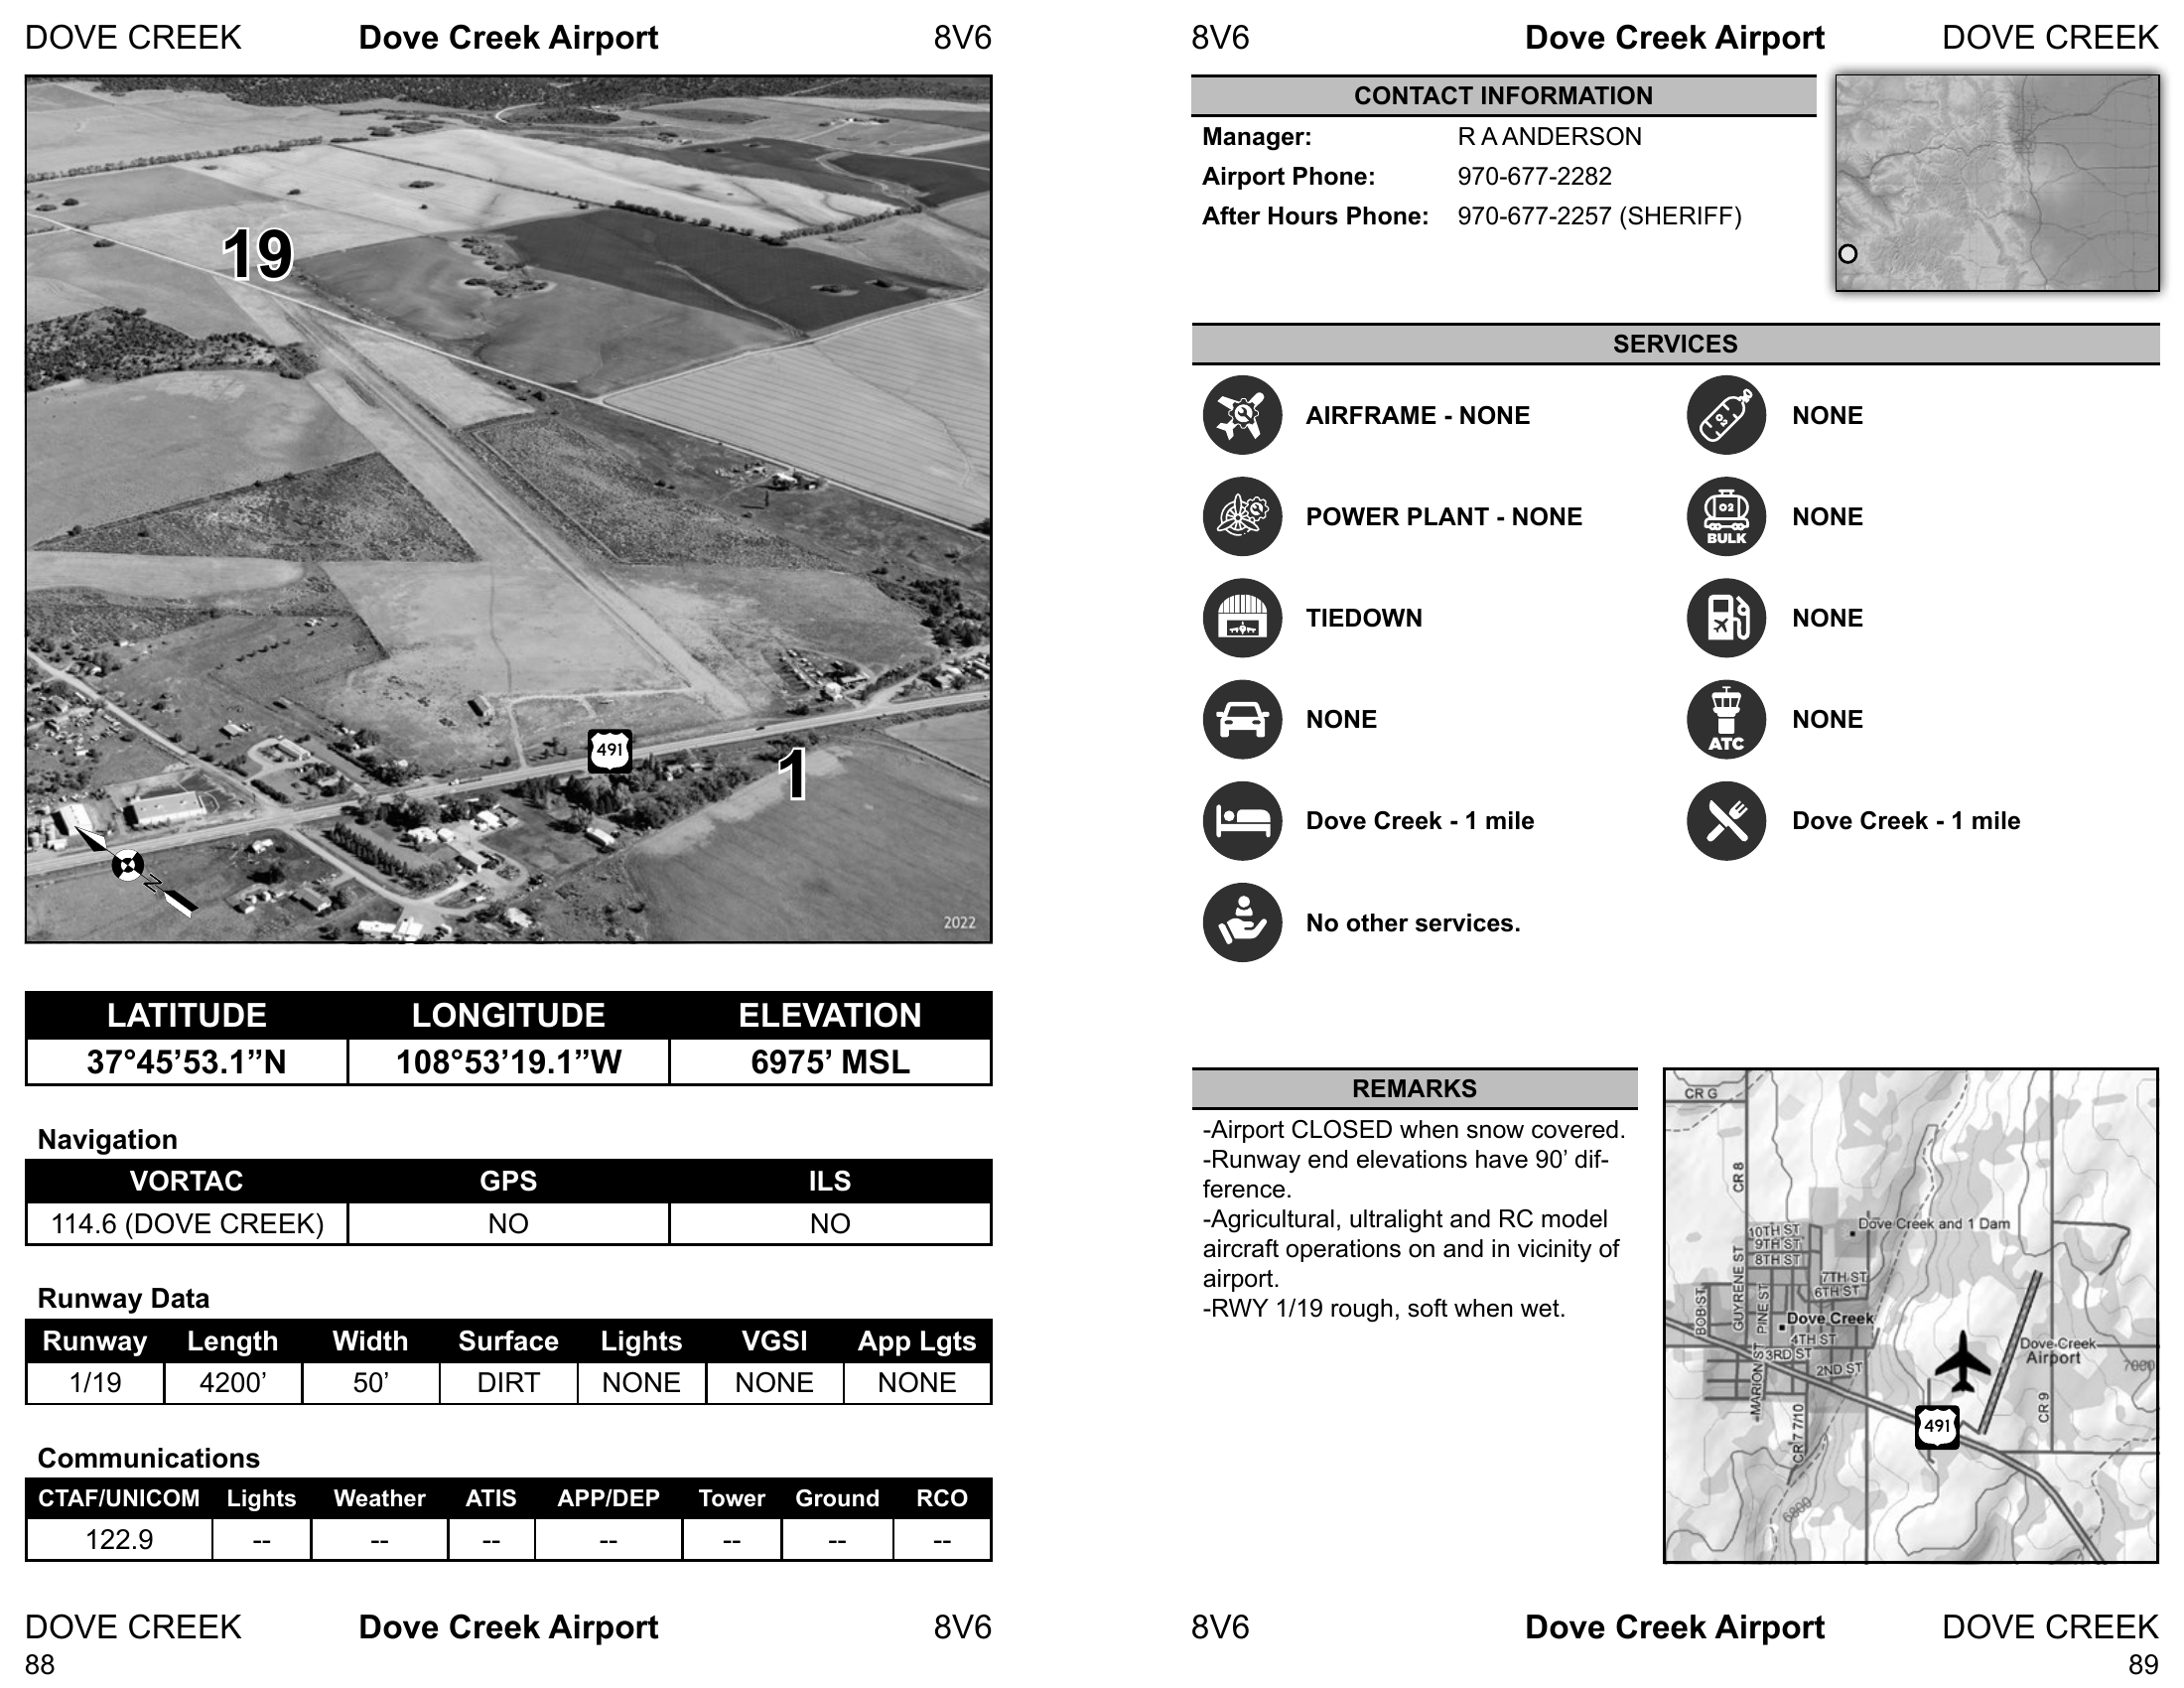 DOVE CREEK Dove Creek Airport 8V6
19
491
1
N
2022
LATITUDE LONGITUDE ELEVATION
37°45’53.1”N 108°53’19.1”W 6975’ MSL
Navigation
VORTAC GPS ILS
114.6 (DOVE CREEK) NO NO
Runway Data
Runway Length Width Surface Lights VGSI App Lgts
1/19 4200’ 50’ DIRT NONE NONE NONE
Communications
CTAF/UNICOM Lights Weather ATIS APP/DEP Tower Ground RCO
122.9 -- -- -- -- -- -- --
DOVE CREEK Dove Creek Airport 8V6
88
8V6 Dove Creek Airport DOVE CREEK
CONTACT INFORMATION
Manager: R A ANDERSON
Airport Phone: 970-677-2282
After Hours Phone: 970-677-2257 (SHERIFF)
SERVICES
AIRFRAME - NONE
O2
NONE
POWER PLANT - NONE
O2
BULK
NONE
TIEDOWN
NONE
NONE
ATC
NONE
Dove Creek - 1 mile
Dove Creek - 1 mile
No other services.
REMARKS
-Airport CLOSED when snow covered.
-Runway end elevations have 90’ dif-
ference.
-Agricultural, ultralight and RC model
aircraft operations on and in vicinity of
airport.
-RWY 1/19 rough, soft when wet.
CR G
CR 8
Dove Creek and 1 Dam
10TH ST
9TH ST
8TH ST
7TH ST
6TH ST
BOB ST
GUYRENE ST
PINE ST
Dove Creek
4TH ST
3RD ST
2ND ST
MARION ST
CR 7 7/10
Dove Creek
Airport
7000
CR 9
491
6800
8V6 Dove Creek Airport DOVE CREEK
89